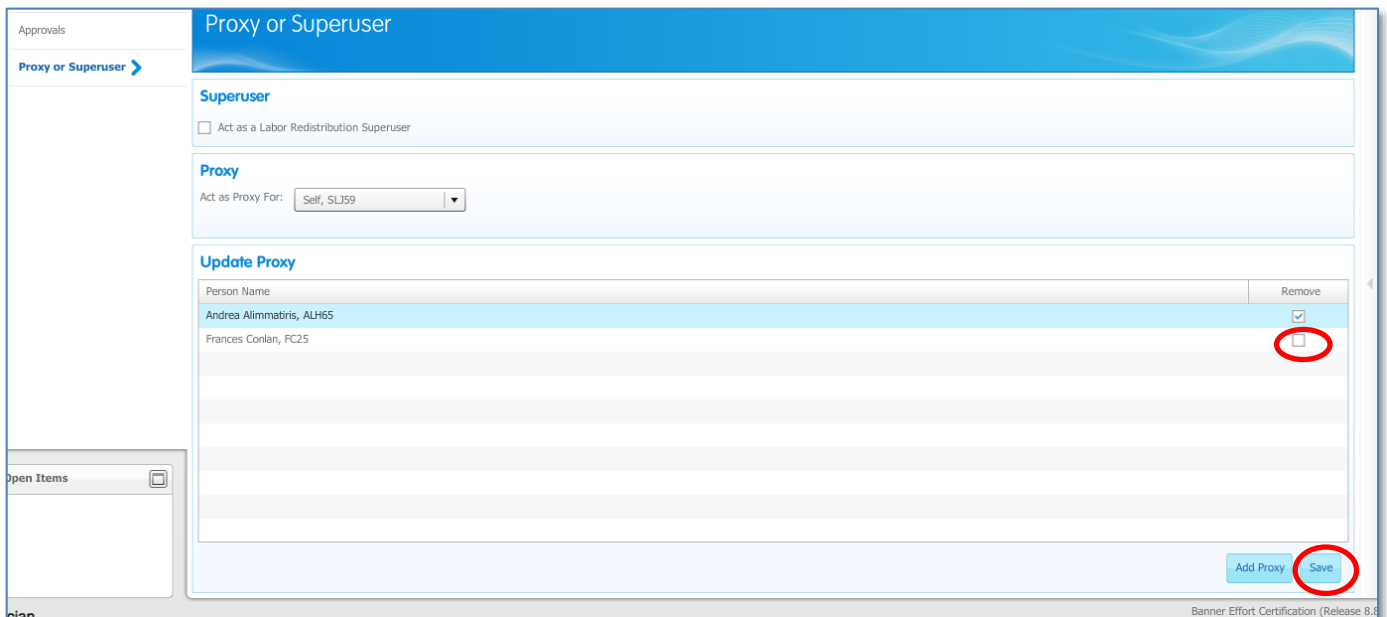 Approvals
Proxy or Superuser
Proxy or Superuser
Superuser
Act as a Labor Redistribution Superuser
Proxy
Act as Proxy For: Self, SLJ59
Update Proxy
Person Name Remove
Andrea Alimmatiris, ALH65
Frances Conlan, FC25
Open Items
Add Proxy Save
Banner Effort Certification (Release 8.8